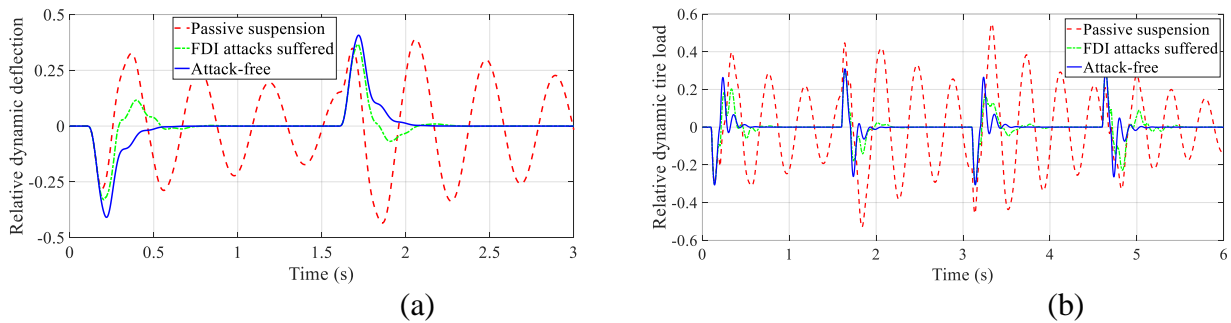 0.5
0.25
0
-0.25
-0.5
Relative dynamic deflection
Passive suspension
FDI attacks suffered
Attack-free
0 0.5 1 1.5 2 2.5 3
Time (s)
(a)
0.6
0.4
0.2
0
-0.2
-0.4
-0.6
Relative dynamic tire load
Passive suspension
FDI attacks suffered
Attack-free
0 1 2 3 4 5 6
Time (s)
(b)